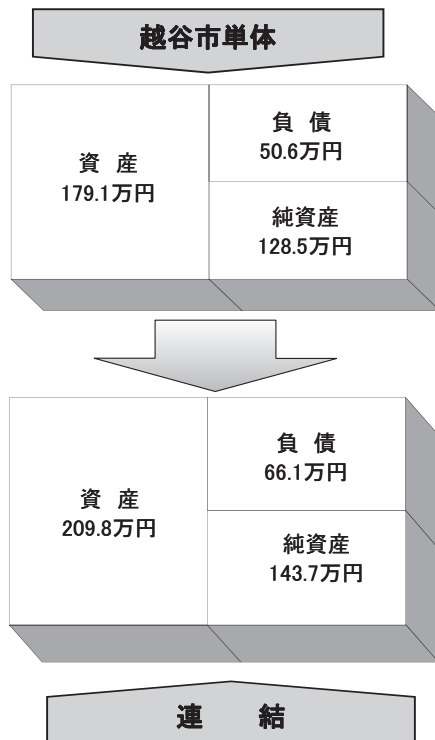 越谷市単体
資 産
179.1万円
負 債
50.6万円
純資産
128.5万円
資 産
209.8万円
負 債
66.1万円
純資産
143.7万円
連 結